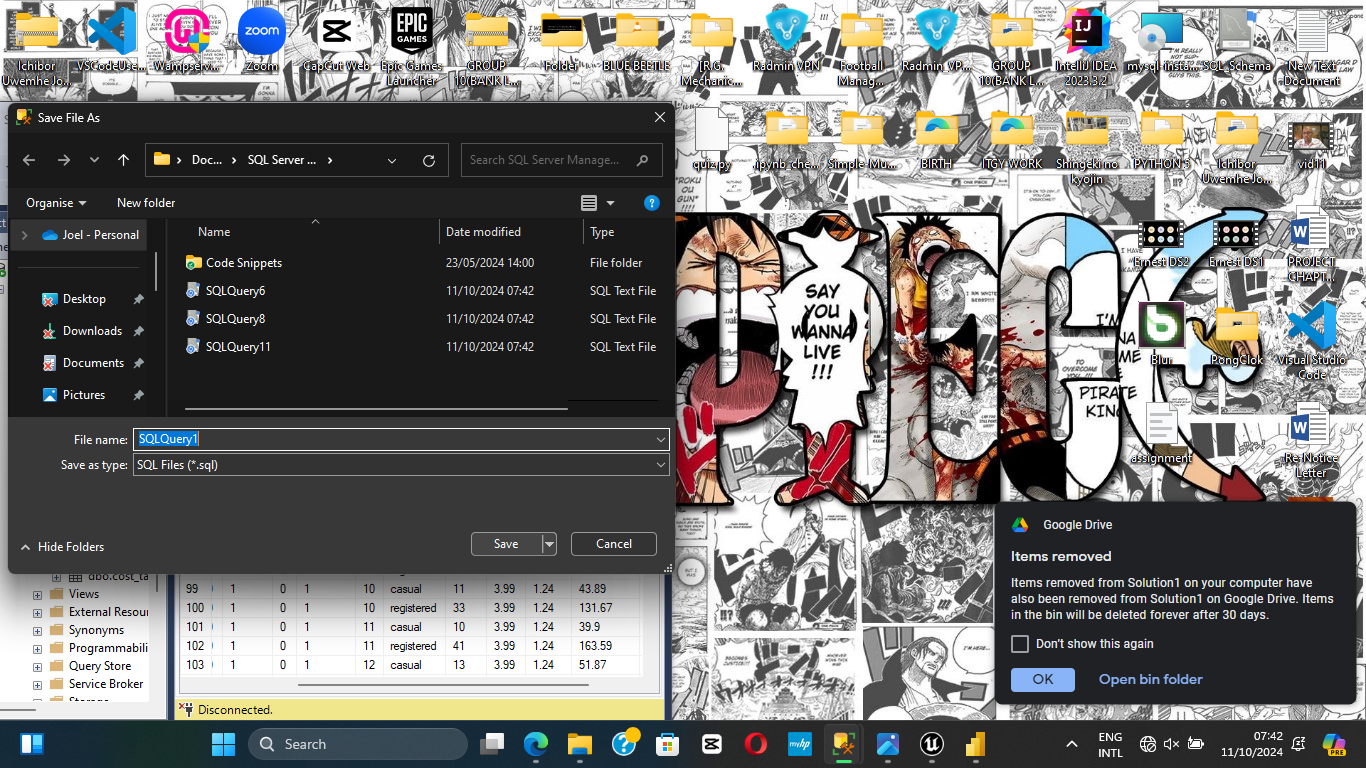 Ichibor
Uwemhe Jo...
VSCodeUse...
Wampserv...
zoom
Zoom
CapCut Web
EPIC
GAMES
Epic Games
Launcher
GROUP
10(BANK L...
Folder
BLUE BEETLE
[R.G.
Mechanic...
Radmin VPN
Football
Manag...
Radmin_VP...
GROUP
10(BANK L...
IJ
IntelliJ IDEA
2023.3.2
mysql-insta...
SQL_Schema
New Text
Document
Save File As
Doc...
SQL Server ...
Search SQL Server Manage...
quiz.py
.ipynb_che...
Simple-Mu...
BIRTH
ITGY WORK
Shingeki no
kyojin
PYTHON 3
Ichibor
Uwemhe Jo...
vid11
Organise
New folder
Joel - Personal
Name
Date modified
Type
Code Snippets
23/05/2024 14:00
File folder
SQLQuery6
11/10/2024 07:42
SQL Text File
SQLQuery8
11/10/2024 07:42
SQL Text File
SQLQuery11
11/10/2024 07:42
SQL Text File
Desktop
Downloads
Documents
Pictures
SAY
YOU
WANNA
LIVE
!!!
PIRATE
KING
Ernest DS2
Ernest DS1
PROJECT
CHAPT...
Blur
PongClok
Visual Studio
Code
assignment
Re-Notice
Letter
File name:
SQLQuery1
Save as type:
SQL Files (*.sql)
Hide Folders
Save
Cancel
Google Drive
Items removed
Items removed from Solution1 on your computer have
also been removed from Solution1 on Google Drive. Items
in the bin will be deleted forever after 30 days.
Don't show this again
OK
Open bin folder
dbo.cost_ta
Views
External Resour
Synonyms
Programmabili
Query Store
Service Broker
Storage
99 1 0 1 10 casual 11 3.99 1.24 43.89
100 1 0 1 10 registered 33 3.99 1.24 131.67
101 1 0 1 11 casual 10 3.99 1.24 39.9
102 1 0 1 11 registered 41 3.99 1.24 163.59
103 1 0 1 12 casual 13 3.99 1.24 51.87
Disconnected.
Search
myhp
ENG
INTL
07:42
11/10/2024
PRE